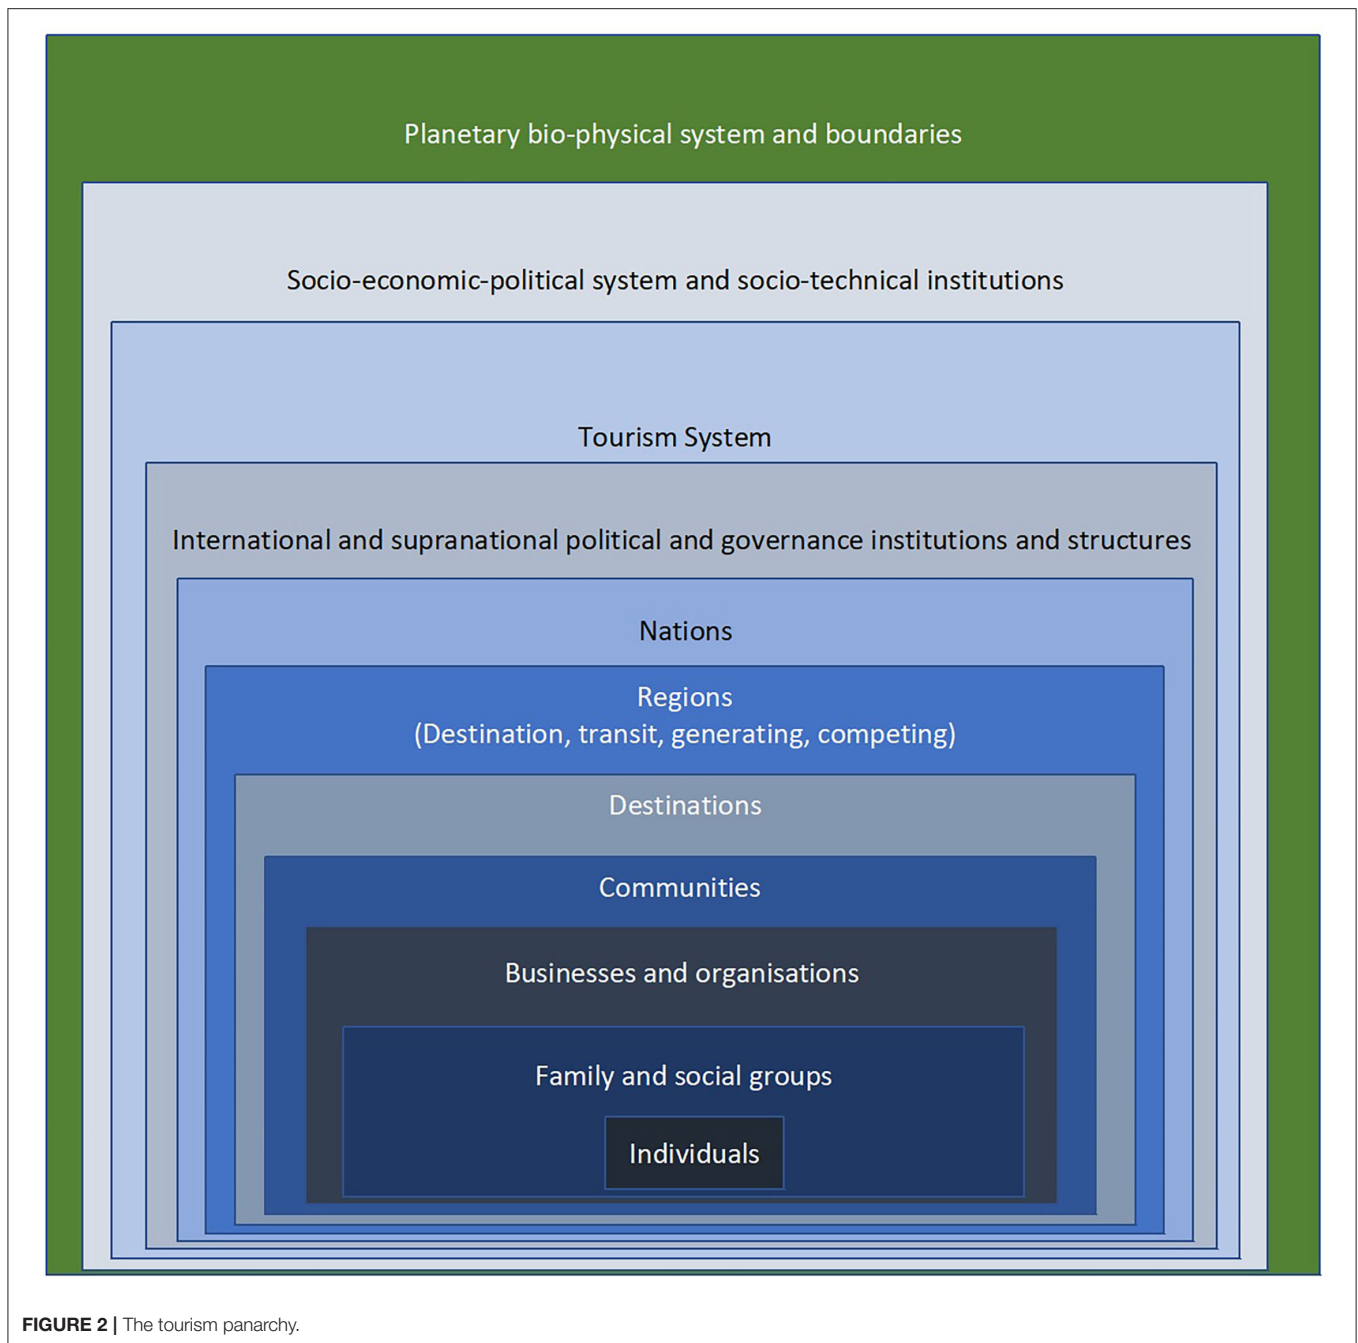 Planetary bio-physical system and boundaries
Socio-economic-political system and socio-technical institutions
Tourism System
International and supranational political and governance institutions and structures
Nations
Regions
(Destination, transit, generating, competing)
Destinations
Communities
Businesses and organisations
Family and social groups
Individuals
FIGURE 2 | The tourism panarchy.